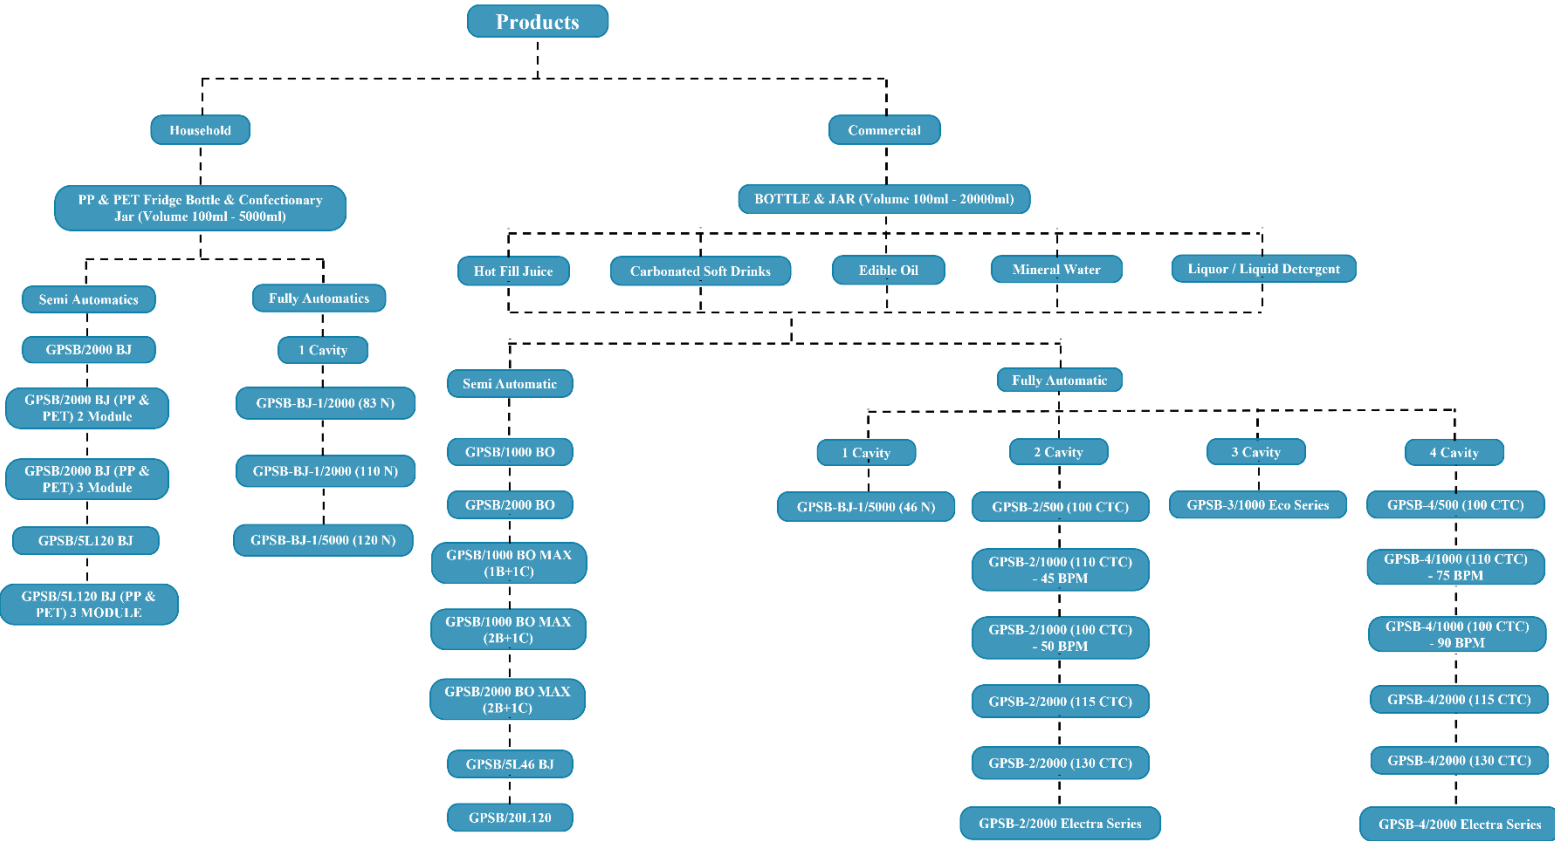 Products
Household
Commercial
PP & PET Fridge Bottle & Confectionary
Jar (Volume 100ml - 5000ml)
BOTTLE & JAR (Volume 100ml - 20000ml)
Hot Fill Juice
Carbonated Soft Drinks
Edible Oil
Mineral Water
Liquor / Liquid Detergent
Semi Automatics
GPSB/2000 BJ
GPSB/2000 BJ (PP &
PET) 2 Module
GPSB/2000 BJ (PP &
PET) 3 Module
GPSB/5L120 BJ
GPSB/5L120 BJ (PP &
PET) 3 MODULE
Fully Automatics
1 Cavity
GPSB-BJ-1/2000 (83 N)
GPSB-BJ-1/2000 (110 N)
GPSB-BJ-1/5000 (120 N)
Semi Automatic
GPSB/1000 BO
GPSB/2000 BO
GPSB/1000 BO MAX
(1B+1C)
GPSB/1000 BO MAX
(2B+1C)
GPSB/2000 BO MAX
(2B+1C)
GPSB/5L46 BJ
GPSB/20L120
Fully Automatic
1 Cavity
GPSB-BJ-1/5000 (46 N)
2 Cavity
GPSB-2/500 (100 CTC)
GPSB-2/1000 (110 CTC)
- 45 BPM
GPSB-2/1000 (100 CTC)
- 50 BPM
GPSB-2/2000 (115 CTC)
GPSB-2/2000 (130 CTC)
GPSB-2/2000 Electra Series
3 Cavity
GPSB-3/1000 Eco Series
4 Cavity
GPSB-4/500 (100 CTC)
GPSB-4/1000 (110 CTC)
- 75 BPM
GPSB-4/1000 (100 CTC)
- 90 BPM
GPSB-4/2000 (115 CTC)
GPSB-4/2000 (130 CTC)
GPSB-4/2000 Electra Series